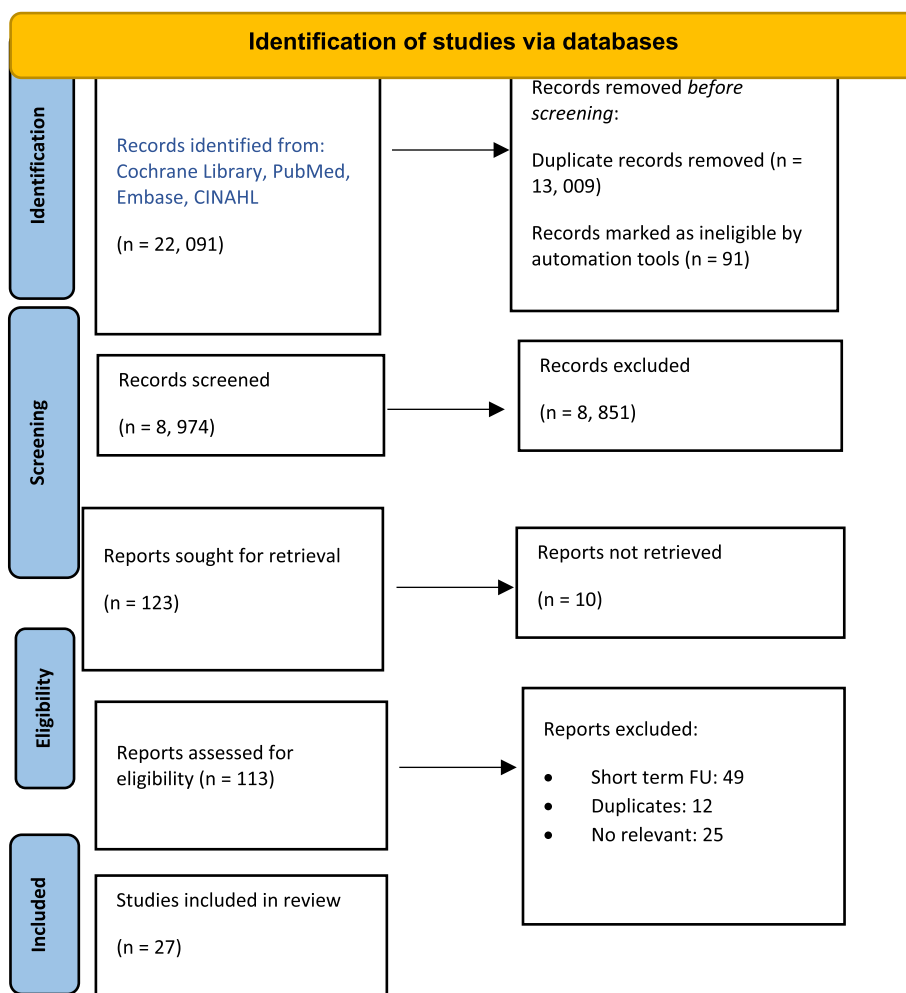 Identification of studies via databases
Identification
Records identified from:
Cochrane Library, PubMed,
Embase, CINAHL
(n = 22, 091)
Records removed before
screening:
Duplicate records removed (n =
13, 009)
Records marked as ineligible by
automation tools (n = 91)
Screening
Records screened
(n = 8, 974)
Records excluded
(n = 8, 851)
Reports sought for retrieval
(n = 123)
Reports not retrieved
(n = 10)
Eligibility
Reports assessed for
eligibility (n = 113)
Reports excluded:
• Short term FU: 49
• Duplicates: 12
• No relevant: 25
Included
Studies included in review
(n = 27)